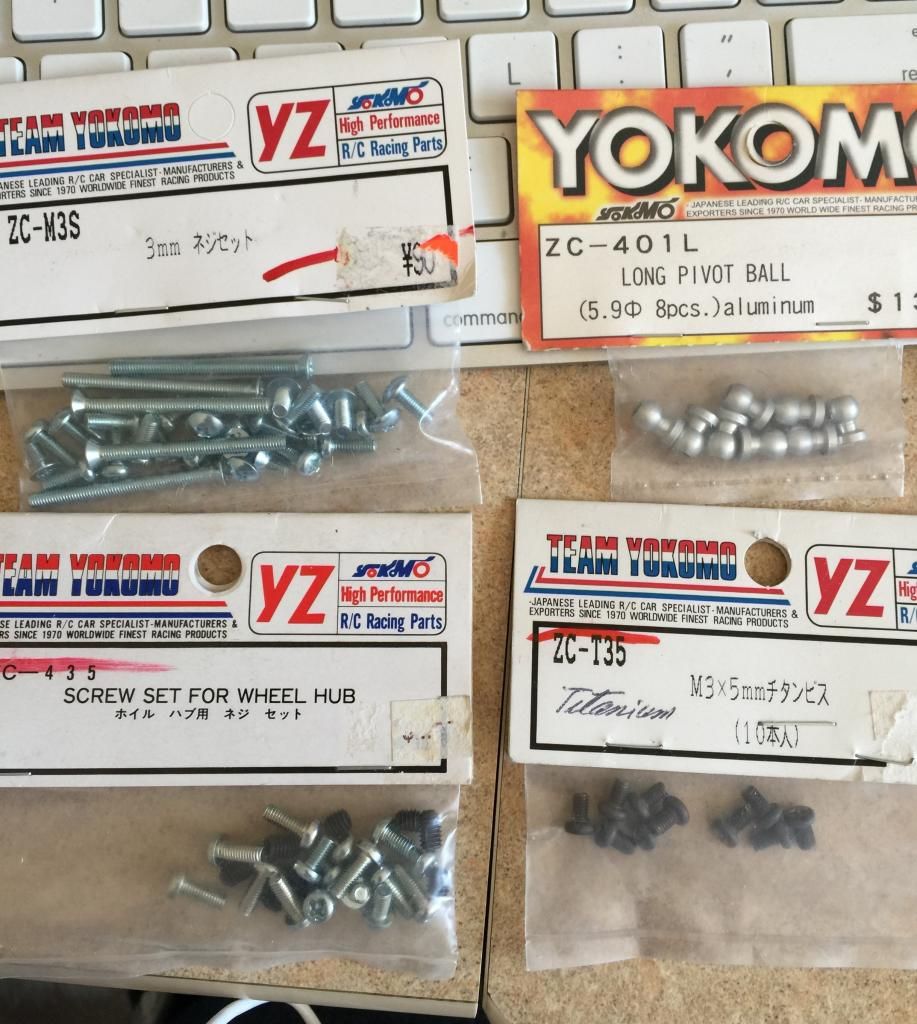 L
:
;
"
command
TEAM YOKOMO
YZ
YOKOMO
High Performance
R/C Racing Parts
JAPANESE LEADING R/C CAR SPECIALIST-MANUFACTURERS &
EXPORTERS SINCE 1970 WORLDWIDE FINEST RACING PRODUCTS
ZC-M3S
3mm ネジセット
YOKOMO
YOKOMO
-JAPANESE LEADING R/C CAR SPECIALIST-
EXPORTERS SINCE 1970 WORLD WIDE FINEST RACING
ZC-401L
LONG PIVOT BALL
(5.9Φ 8pcs.)aluminum
TEAM YOKOMO
YZ
YOKOMO
High Performance
R/C Racing Parts
JAPANESE LEADING R/C CAR SPECIALIST-MANUFACTURERS &
EXPORTERS SINCE 1970 WORLDWIDE FINEST RACING PRODUCTS
C-435
SCREW SET FOR WHEEL HUB
ホイル ハブ用 ネジ セット
TEAM YOKOMO
YZ
-JAPANESE LEADING R/C CAR SPECIALIST-MANUFACTURERS &
EXPORTERS SINCE 1970 WORLDWIDE FINEST RACING PRODUCTS
ZC-T35
Titanium
M3×5mmチタンビス
(10本入)